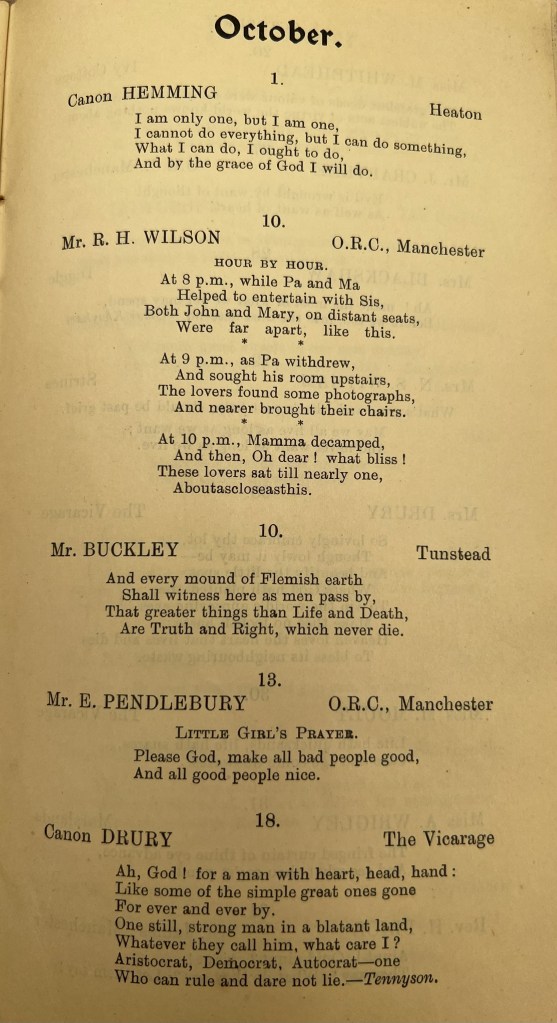 October.
1.
Canon HEMMING Heaton
I am only one, but I am one,
I cannot do everything, but I can do something,
What I can do, I ought to do,
And by the grace of God I will do.
10.
Mr. R. H. WILSON O.R.C., Manchester
HOUR BY HOUR.
At 8 p.m., while Pa and Ma
Helped to entertain with Sis,
Both John and Mary, on distant seats,
Were far apart, like this.
* *
At 9 p.m., as Pa withdrew,
And sought his room upstairs,
The lovers found some photographs,
And nearer brought their chairs.
* *
At 10 p.m., Mamma decamped,
And then, Oh dear ! what bliss !
These lovers sat till nearly one,
Aboutascloseasthis.
10.
Mr. BUCKLEY Tunstead
And every mound of Flemish earth
Shall witness here as men pass by,
That greater things than Life and Death,
Are Truth and Right, which never die.
13.
Mr. E. PENDLEBURY O.R.C., Manchester
LITTLE GIRL'S PRAYER.
Please God, make all bad people good,
And all good people nice.
18.
Canon DRURY The Vicarage
Ah, God ! for a man with heart, head, hand :
Like some of the simple great ones gone
For ever and ever by.
One still, strong man in a blatant land,
Whatever they call him, what care I ?
Aristocrat, Democrat, Autocrat—one
Who can rule and dare not lie.—Tennyson.